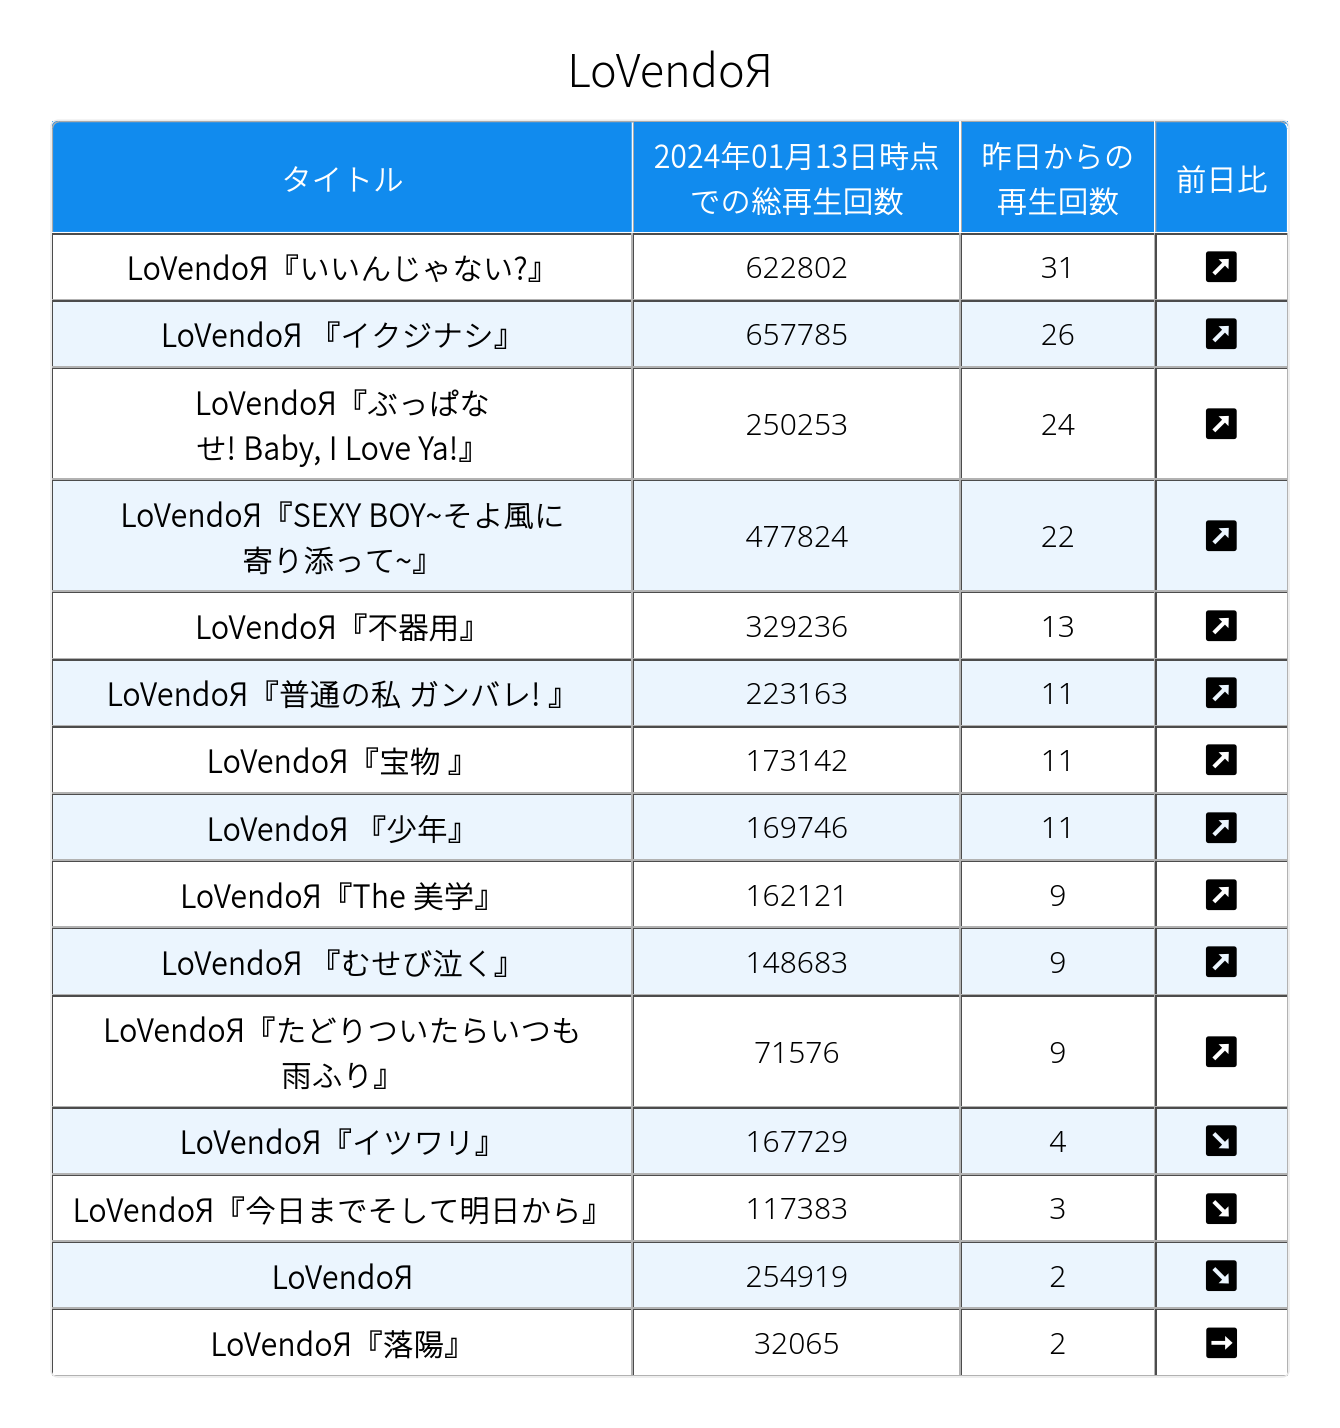 LoVendoЯ
タイトル
2024年01月13日時点
での総再生回数
昨日からの
再生回数
前日比
LoVendoЯ『いいんじゃない?』
622802
31
LoVendoЯ 『イクジナシ』
657785
26
LoVendoЯ『ぶっぱな
せ! Baby, I Love Ya!』
250253
24
LoVendoЯ『SEXY BOY~そよ風に
寄り添って~』
477824
22
LoVendoЯ『不器用』
329236
13
LoVendoЯ『普通の私 ガンバレ! 』
223163
11
LoVendoЯ『宝物 』
173142
11
LoVendoЯ 『少年』
169746
11
LoVendoЯ『The 美学』
162121
9
LoVendoЯ 『むせび泣く』
148683
9
LoVendoЯ『たどりついたらいつも
雨ふり』
71576
9
LoVendoЯ『イツワリ』
167729
4
LoVendoЯ『今日までそして明日から』
117383
3
LoVendoЯ
254919
2
LoVendoЯ『落陽』
32065
2